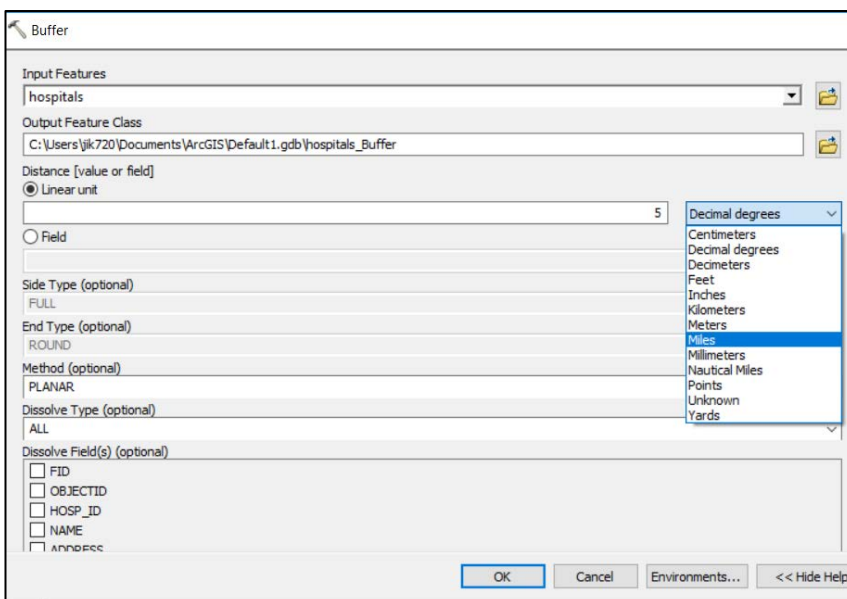 Buffer
Input Features
hospitals
Output Feature Class
C:\Users\jik720\Documents\ArcGIS\Default1.gdb\hospitals_Buffer
Distance [value or field]
Linear unit
5 Decimal degrees
Field
Centimeters
Decimal degrees
Decimeters
Feet
Inches
Kilometers
Meters
Miles
Millimeters
Nautical Miles
Points
Unknown
Yards
Side Type (optional)
FULL
End Type (optional)
ROUND
Method (optional)
PLANAR
Dissolve Type (optional)
ALL
Dissolve Field(s) (optional)
FID
OBJECTID
HOSP_ID
NAME
ADDRESS
OK Cancel Environments... << Hide Help